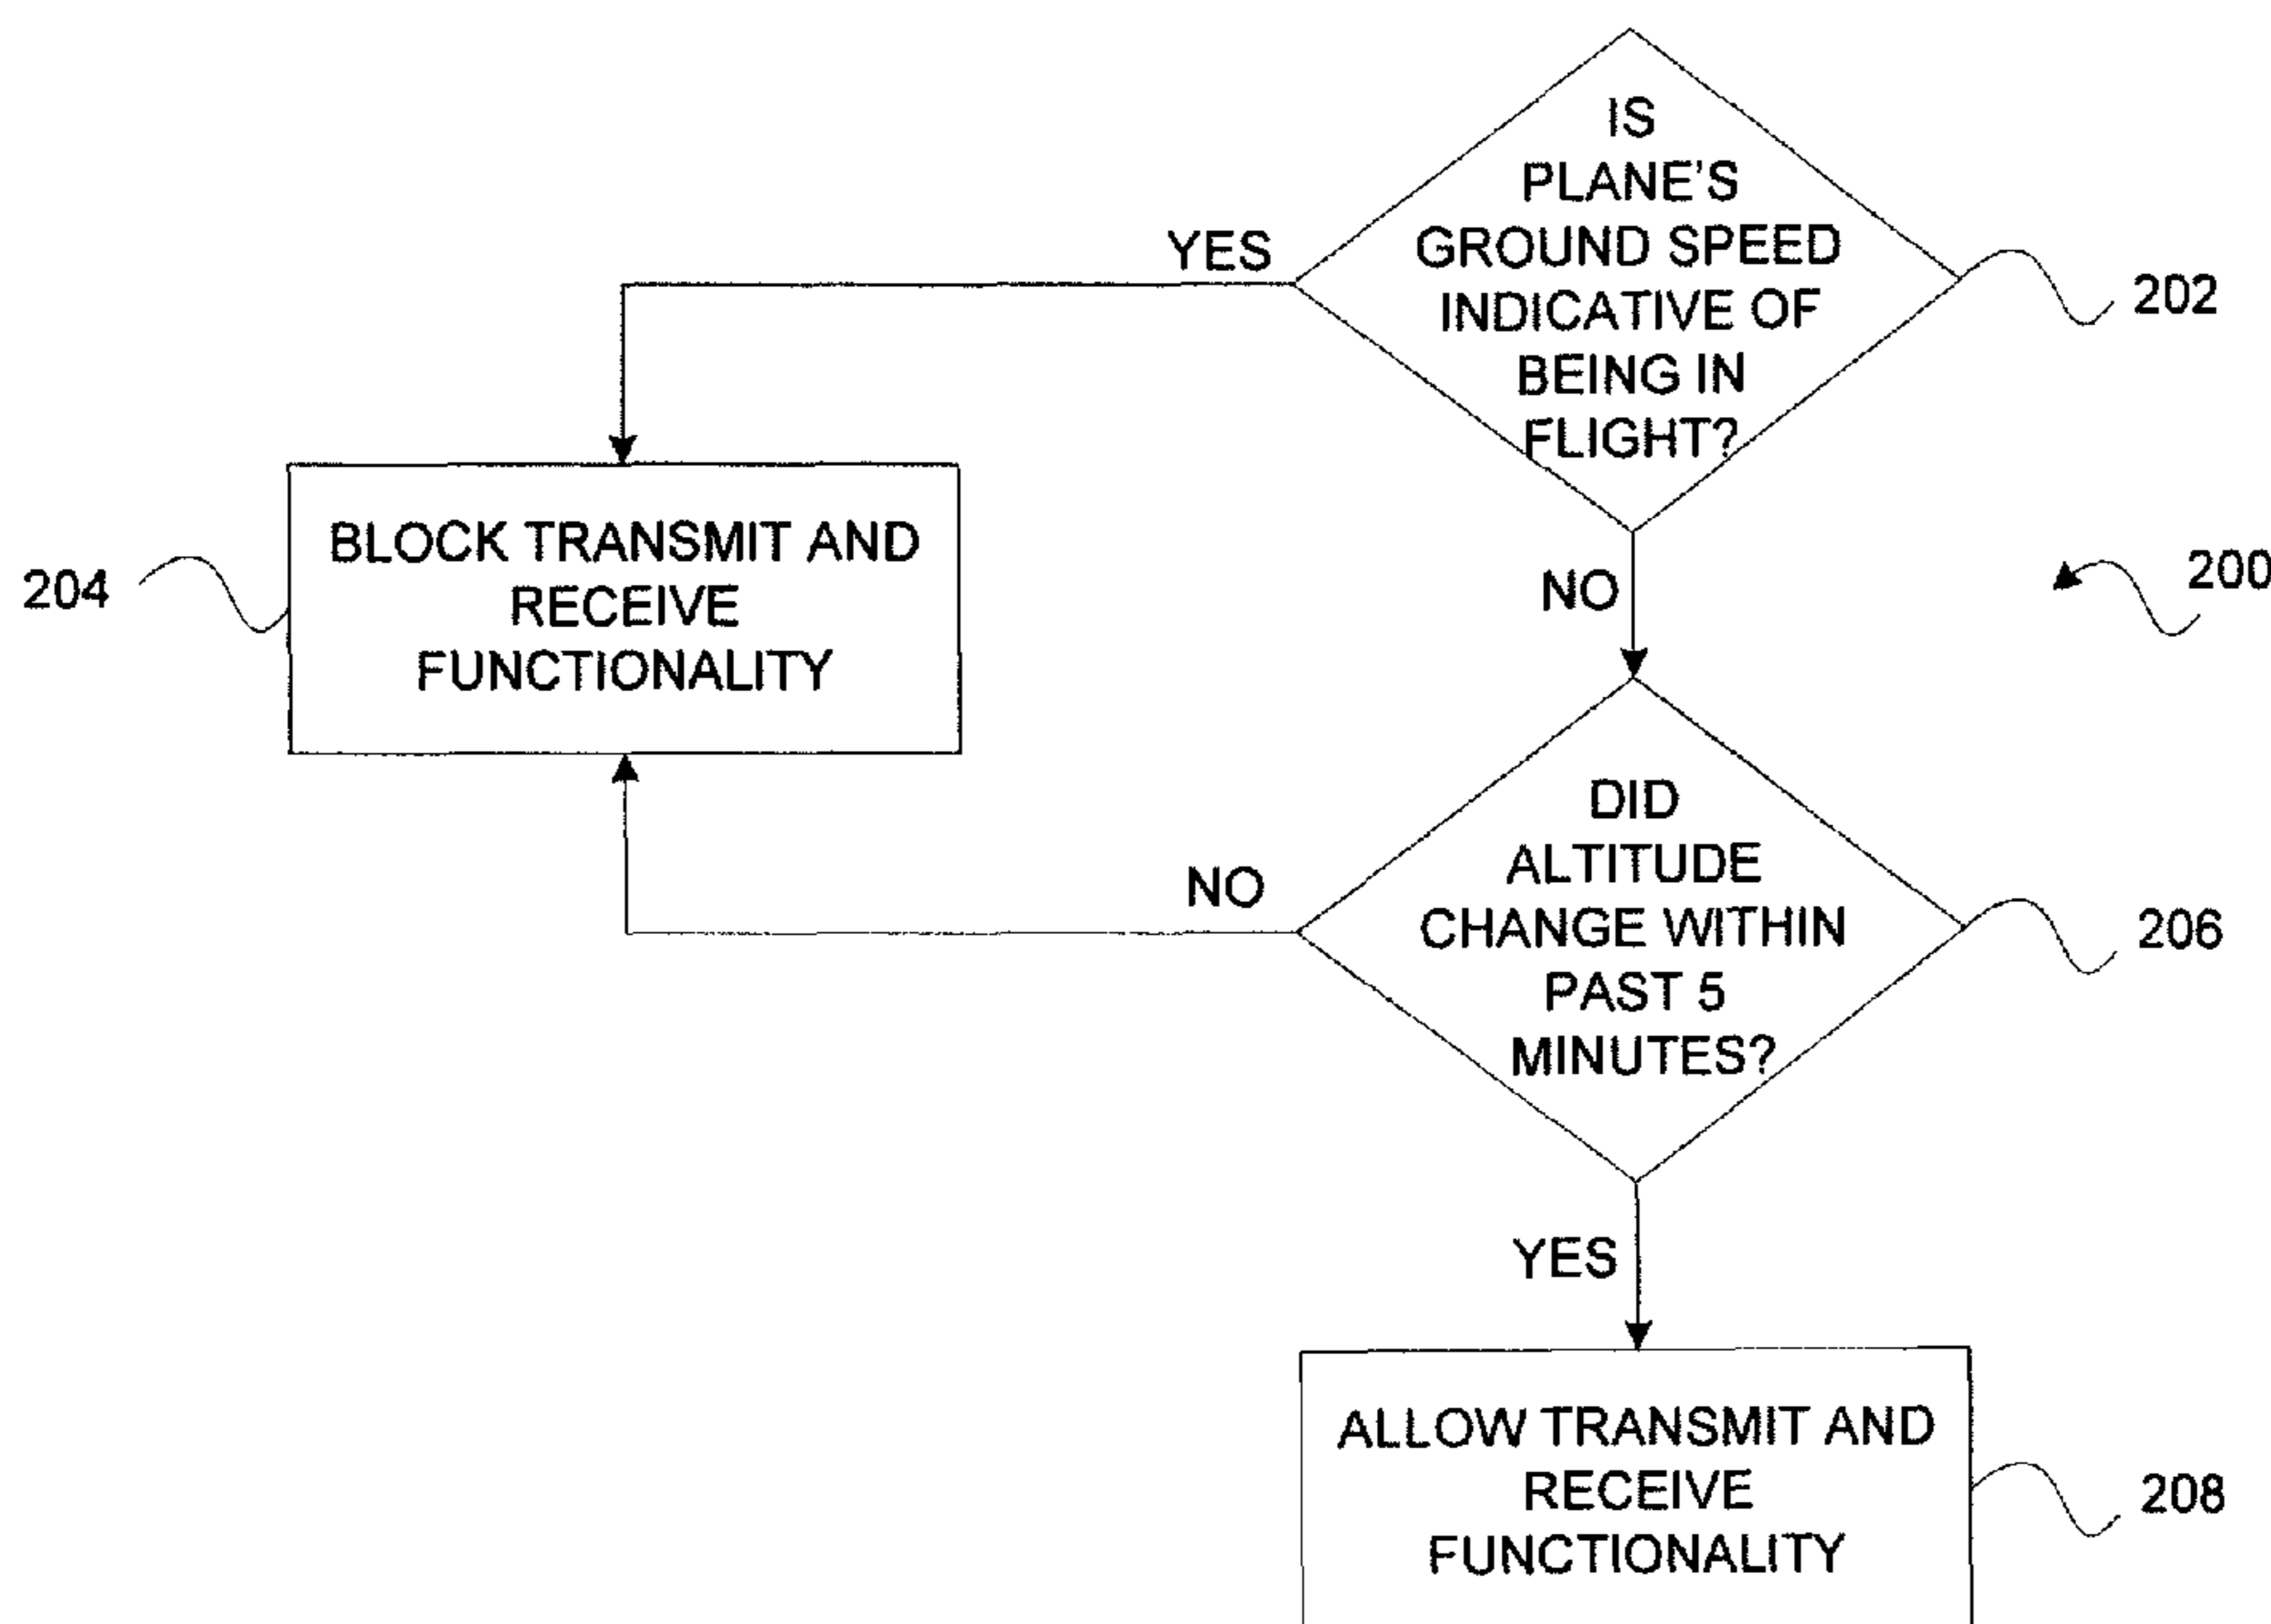 IS
PLANE'S
GROUND SPEED
INDICATIVE OF
BEING IN
FLIGHT?
YES
202
BLOCK TRANSMIT AND
RECEIVE
FUNCTIONALITY
204
NO
200
DID
ALTITUDE
CHANGE WITHIN
PAST 5
MINUTES?
NO
206
YES
ALLOW TRANSMIT AND
RECEIVE
FUNCTIONALITY
208